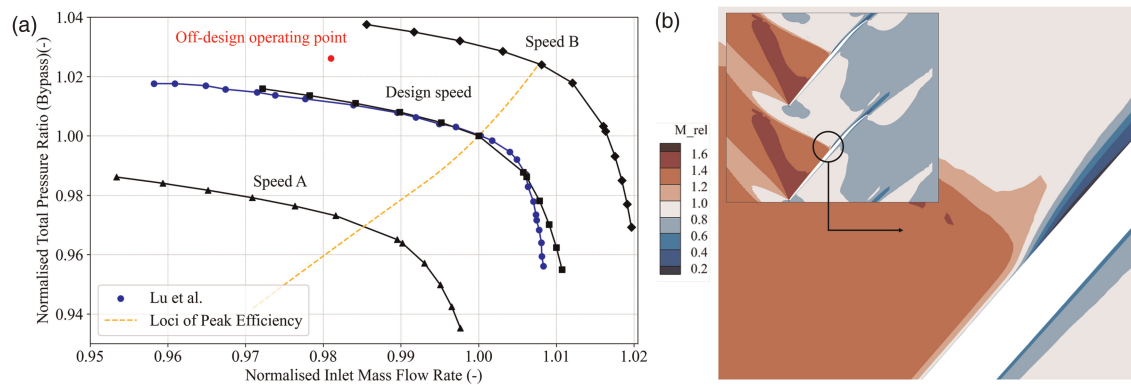 (a)
Normalised Total Pressure Ratio (Bypass)(-)
1.04
1.02
1.00
0.98
0.96
0.94
Off-design operating point
Speed B
Design speed
Speed A
Lu et al.
Loci of Peak Efficiency
0.95 0.96 0.97 0.98 0.99 1.00 1.01 1.02
Normalised Inlet Mass Flow Rate (-)
(b)
M_rel
1.6
1.4
1.2
1.0
0.8
0.6
0.4
0.2